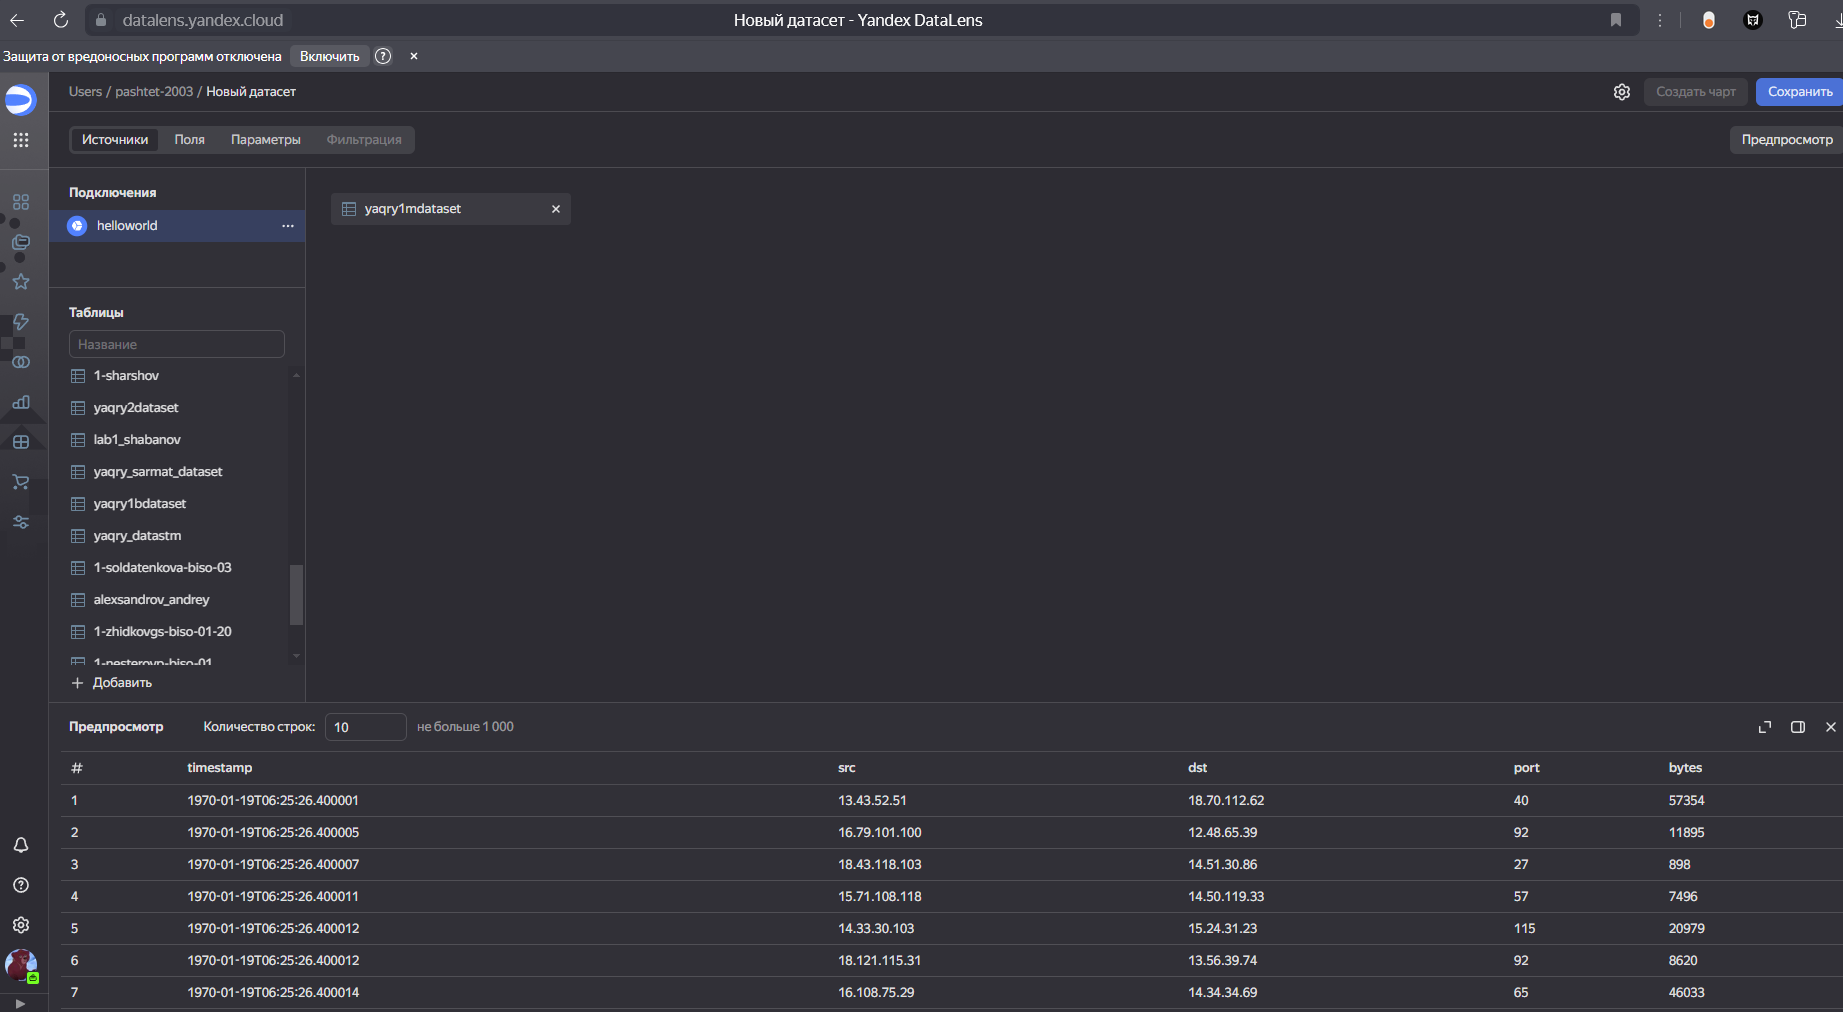 datalens.yandex.cloud
Новый датасет - Yandex DataLens
Защита от вредоносных программ отключена Включить ?
Users / pashtet-2003 / Новый датасет
Создать чарт Сохранить
Источники Поля Параметры Фильтрация
Предпросмотр
Подключения
helloworld
yaqry1mdataset
Таблицы
Название
1-sharshov
yaqry2dataset
lab1_shabanov
yaqry_sarmat_dataset
yaqry1bdataset
yaqry_datastm
1-soldatenkova-biso-03
alexsandrov_andrey
1-zhidkovgs-biso-01-20
1-nesterovp-biso-01
+ Добавить
Предпросмотр Количество строк: 10 не больше 1 000
# timestamp src dst port bytes
1 1970-01-19T06:25:26.400001 13.43.52.51 18.70.112.62 40 57354
2 1970-01-19T06:25:26.400005 16.79.101.100 12.48.65.39 92 11895
3 1970-01-19T06:25:26.400007 18.43.118.103 14.51.30.86 27 898
4 1970-01-19T06:25:26.400011 15.71.108.118 14.50.119.33 57 7496
5 1970-01-19T06:25:26.400012 14.33.30.103 15.24.31.23 115 20979
6 1970-01-19T06:25:26.400012 18.121.115.31 13.56.39.74 92 8620
7 1970-01-19T06:25:26.400014 16.108.75.29 14.34.34.69 65 46033